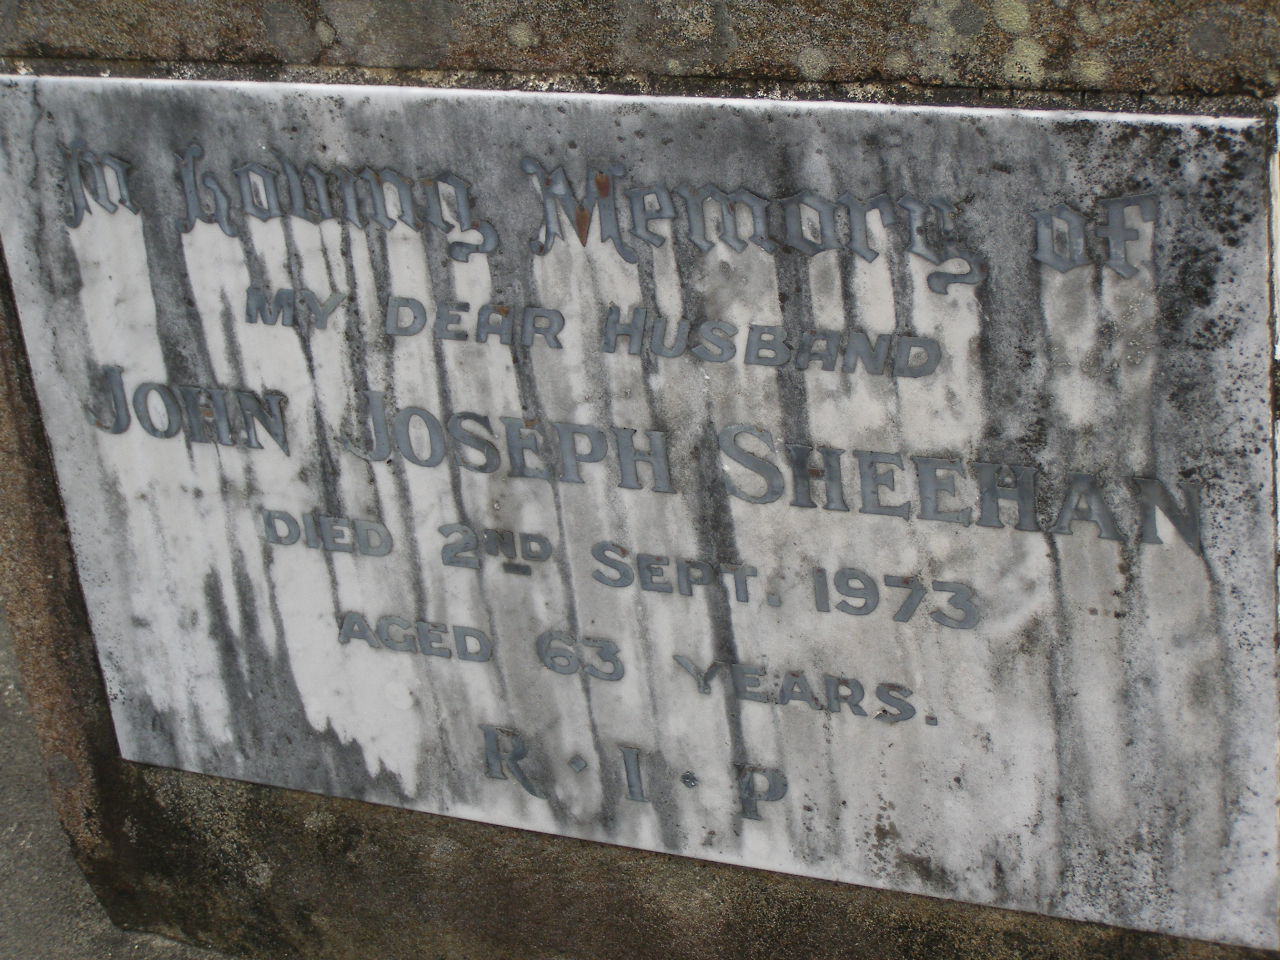 In Loving Memory of
MY DEAR HUSBAND
JOHN JOSEPH SHEEHAN
DIED 2ND SEPT. 1973
AGED 63 YEARS.
R·I·P